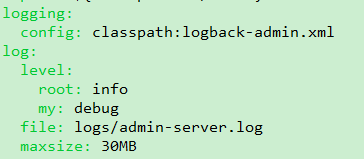 logging:
  config: classpath:logback-admin.xml
log:
  level:
    root: info
    my: debug
  file: logs/admin-server.log
  maxsize: 30MB